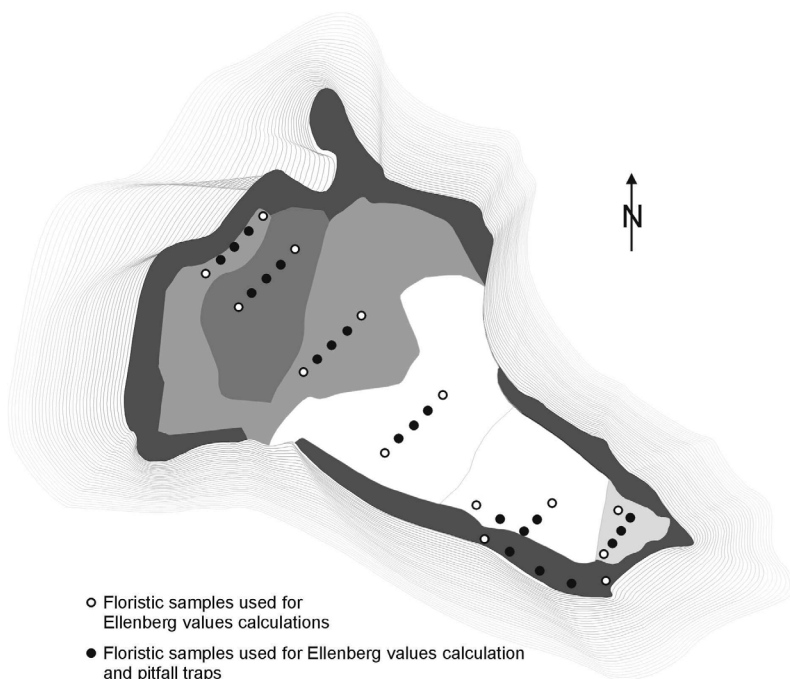 N
Floristic samples used for
Ellenberg values calculations
Floristic samples used for Ellenberg values calculation
and pitfall traps